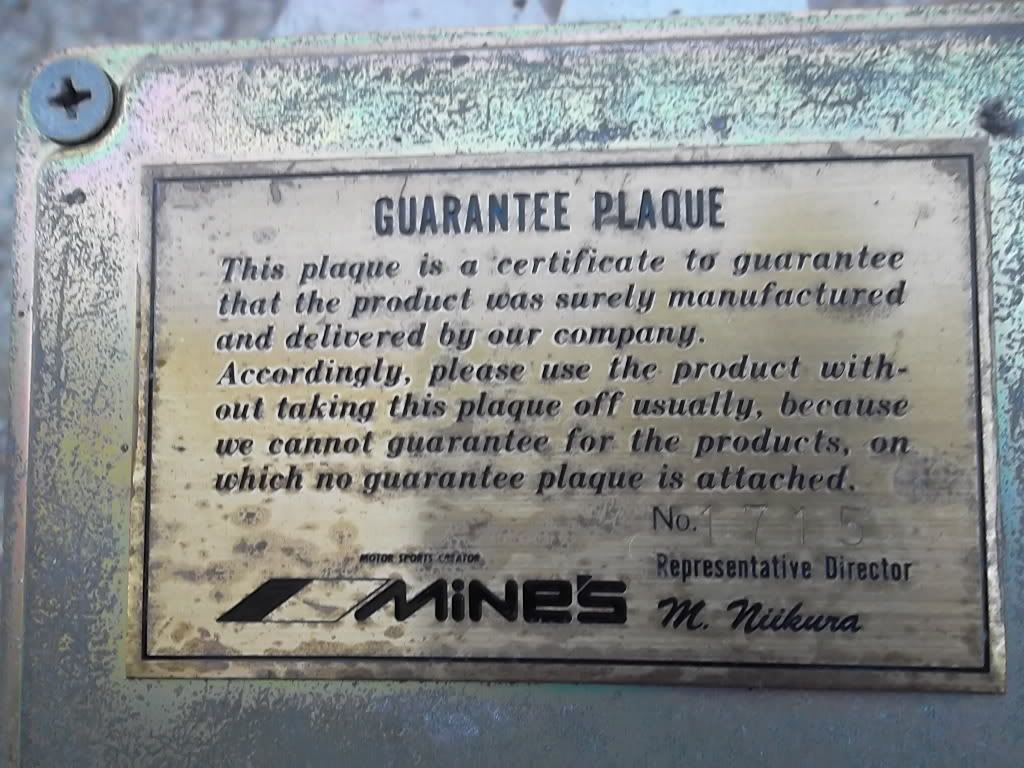 GUARANTEE PLAQUE
This plaque is a certificate to guarantee
that the product was surely manufactured
and delivered by our company.
Accordingly, please use the product with-
out taking this plaque off usually, because
we cannot guarantee for the products, on
which no guarantee plaque is attached.
No. 1715
MOTOR SPORTS CREATOR
Representative Director
MiNE'S
M. Niikura